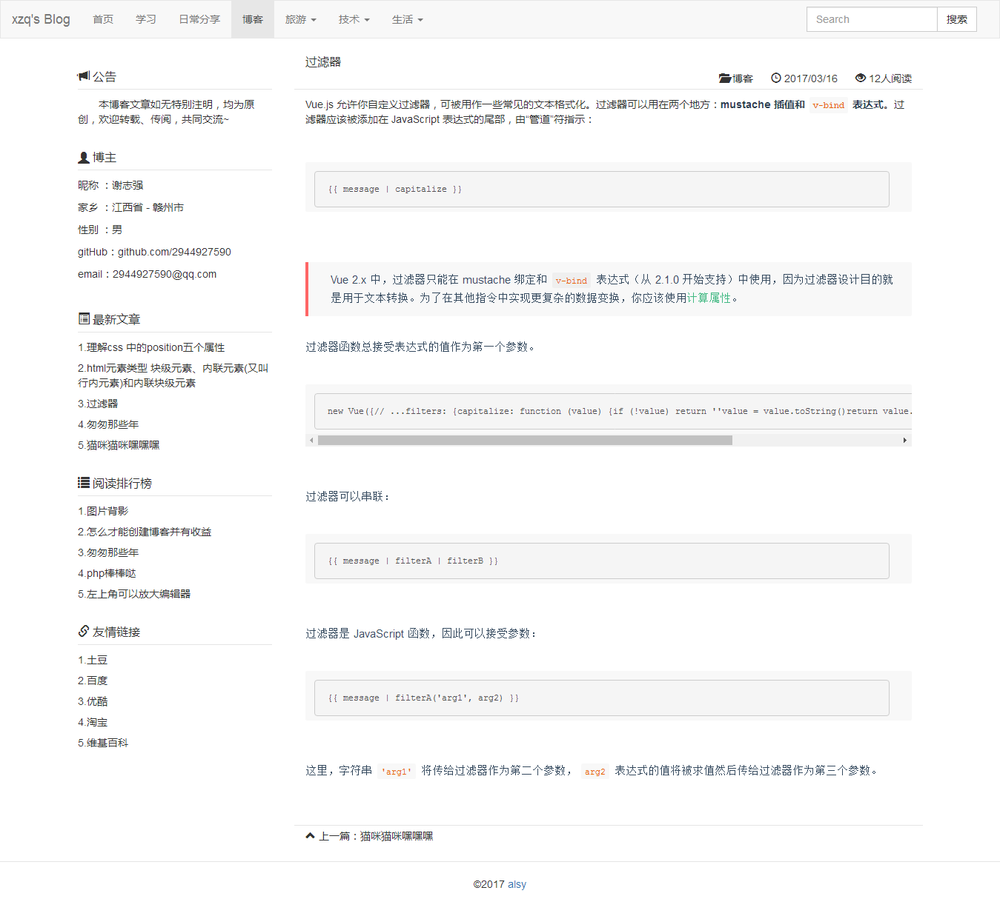 xzq's Blog 首页 学习 日常分享 博客 旅游 技术 生活 Search 搜索
公告
本博客文章如无特别注明，均为原
创，欢迎转载、传阅，共同交流~
博主
昵称 ：谢志强
家乡 ：江西省 - 赣州市
性别 ：男
gitHub：github.com/2944927590
email：2944927590@qq.com
最新文章
1.理解css 中的position五个属性
2.html元素类型 块级元素、内联元素(又叫
行内元素)和内联块级元素
3.过滤器
4.匆匆那些年
5.猫咪猫咪嘿嘿嘿
阅读排行榜
1.图片背影
2.怎么才能创建博客并有收益
3.匆匆那些年
4.php棒棒哒
5.左上角可以放大编辑器
友情链接
1.土豆
2.百度
3.优酷
4.淘宝
5.维基百科
过滤器
博客 2017/03/16 12人阅读
Vue.js 允许你自定义过滤器，可被用作一些常见的文本格式化。过滤器可以用在两个地方：mustache 插值和 v-bind 表达式。过
滤器应该被添加在 JavaScript 表达式的尾部，由“管道”符指示：
{{ message | capitalize }}
Vue 2.x 中，过滤器只能在 mustache 绑定和 v-bind 表达式（从 2.1.0 开始支持）中使用，因为过滤器设计目的就
是用于文本转换。为了在其他指令中实现更复杂的数据变换，你应该使用计算属性。
过滤器函数总接受表达式的值作为第一个参数。
new Vue({// ...filters: {capitalize: function (value) {if (!value) return ''value = value.toString()return value.
过滤器可以串联：
{{ message | filterA | filterB }}
过滤器是 JavaScript 函数，因此可以接受参数：
{{ message | filterA('arg1', arg2) }}
这里，字符串 'arg1' 将传给过滤器作为第二个参数， arg2 表达式的值将被求值然后传给过滤器作为第三个参数。
上一篇：猫咪猫咪嘿嘿嘿
©2017 alsy